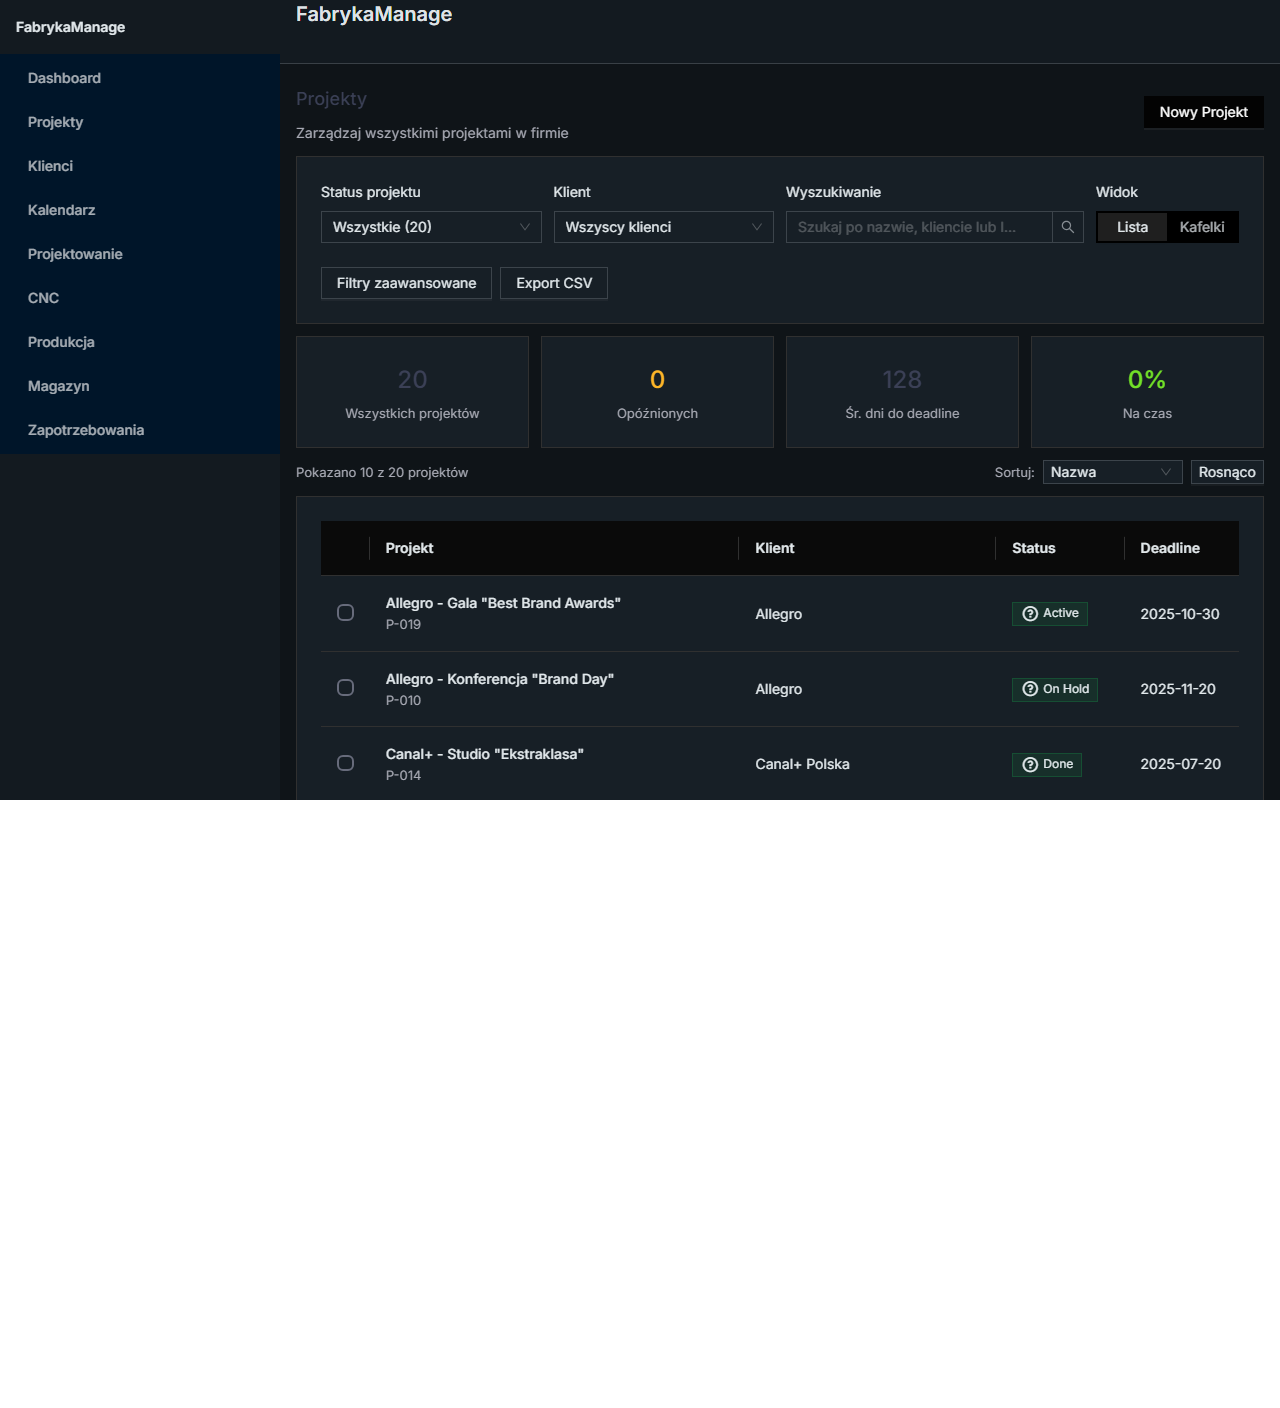 FabrykaManage
Dashboard
Projekty
Klienci
Kalendarz
Projektowanie
CNC
Produkcja
Magazyn
Zapotrzebowania
FabrykaManage
Projekty
Zarządzaj wszystkimi projektami w firmie
Nowy Projekt
Status projektu
Wszystkie (20)
Klient
Wszyscy klienci
Wyszukiwanie
Szukaj po nazwie, kliencie lub I...
Widok
Lista Kafelki
Filtry zaawansowane Export CSV
20
Wszystkich projektów
0
Opóźnionych
128
Śr. dni do deadline
0%
Na czas
Pokazano 10 z 20 projektów
Sortuj: Nazwa Rosnąco
Projekt Klient Status Deadline
Allegro - Gala "Best Brand Awards"
P-019
Allegro Active 2025-10-30
Allegro - Konferencja "Brand Day"
P-010
Allegro On Hold 2025-11-20
Canal+ - Studio "Ekstraklasa"
P-014
Canal+ Polska Done 2025-07-20